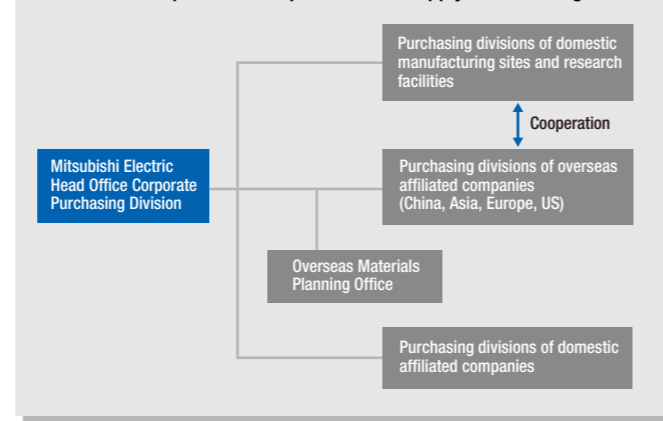 Purchasing divisions of domestic
manufacturing sites and research
facilities
Cooperation
Mitsubishi Electric
Head Office Corporate
Purchasing Division
Purchasing divisions of overseas
affiliated companies
(China, Asia, Europe, US)
Overseas Materials
Planning Office
Purchasing divisions of domestic
affiliated companies